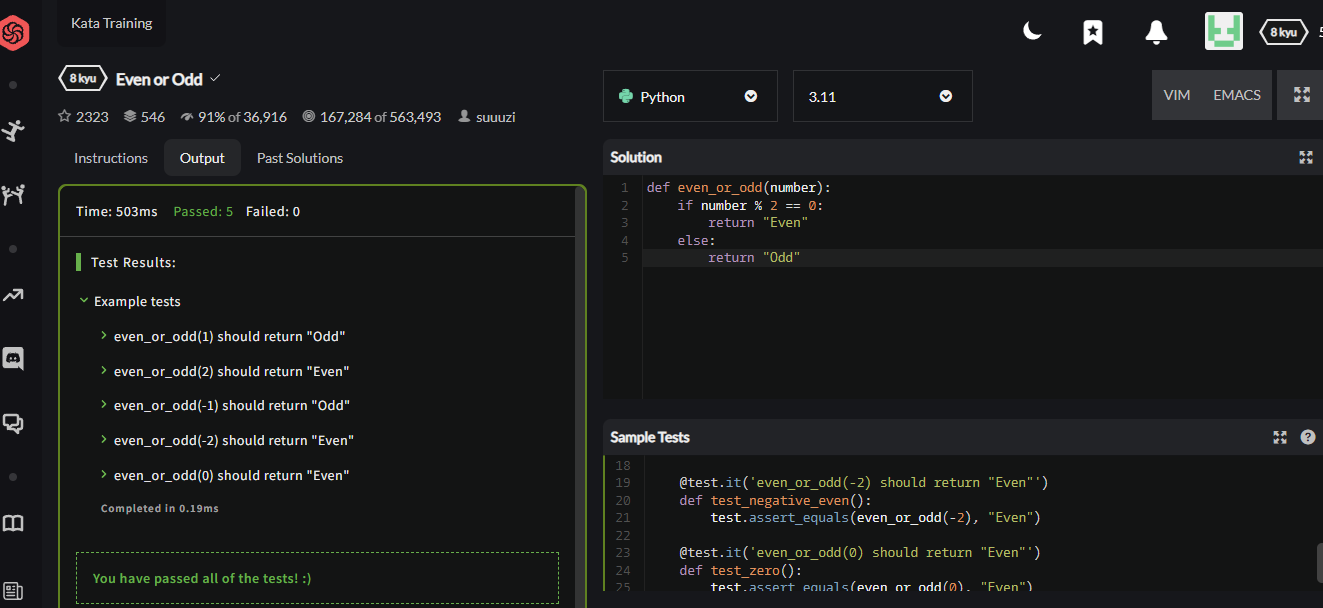 Kata Training
8 kyu
8 kyu Even or Odd
2323 546 91% of 36,916 167,284 of 563,493 suuuzi
Instructions Output Past Solutions
Time: 503ms Passed: 5 Failed: 0
Test Results:
Example tests
even_or_odd(1) should return "Odd"
even_or_odd(2) should return "Even"
even_or_odd(-1) should return "Odd"
even_or_odd(-2) should return "Even"
even_or_odd(0) should return "Even"
Completed in 0.19ms
You have passed all of the tests! :)
Python 3.11 VIM EMACS
Solution
1 def even_or_odd(number):
2     if number % 2 == 0:
3         return "Even"
4     else:
5         return "Odd"
Sample Tests
18
19     @test.it('even_or_odd(-2) should return "Even"')
20     def test_negative_even():
21         test.assert_equals(even_or_odd(-2), "Even")
22
23     @test.it('even_or_odd(0) should return "Even"')
24     def test_zero():
25         test.assert_equals(even_or_odd(0), "Even")